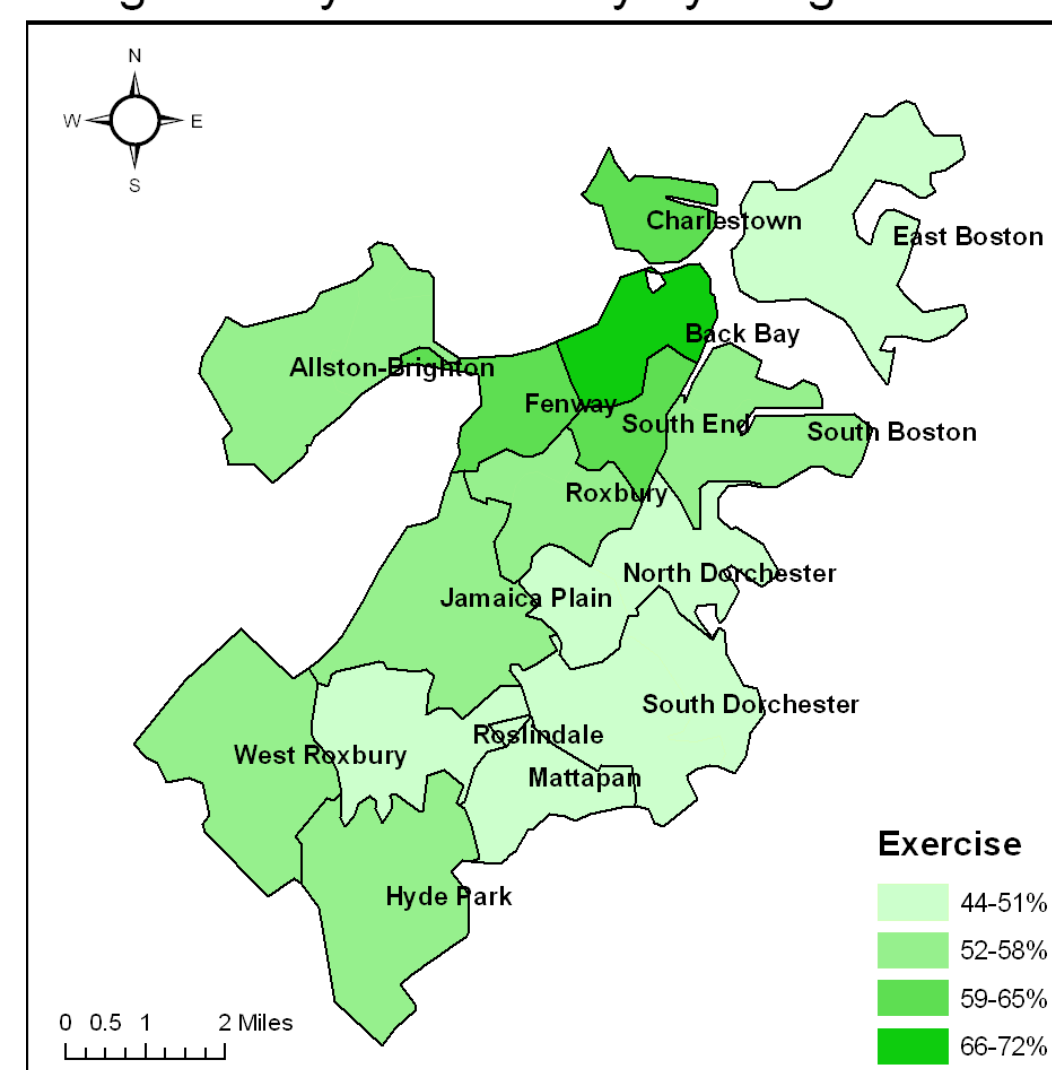 N
W E
S
Charlestown
East Boston
Back Bay
Allston-Brighton
Fenway
South End
South Boston
Roxbury
North Dorchester
Jamaica Plain
South Dorchester
Roslindale
West Roxbury
Mattapan
Hyde Park
Exercise
44-51%
52-58%
59-65%
66-72%
0 0.5 1 2 Miles